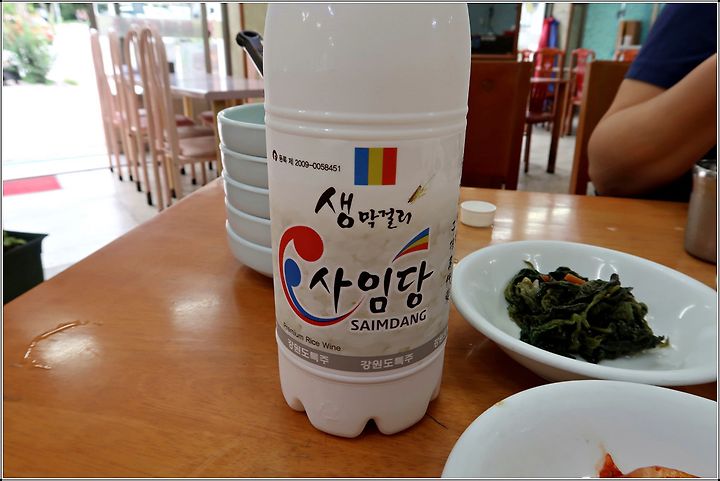 등록 제 2009-0058451
생막걸리
사임당
SAIMDANG
Premium Rice Wine
강원도특주 강원도특주